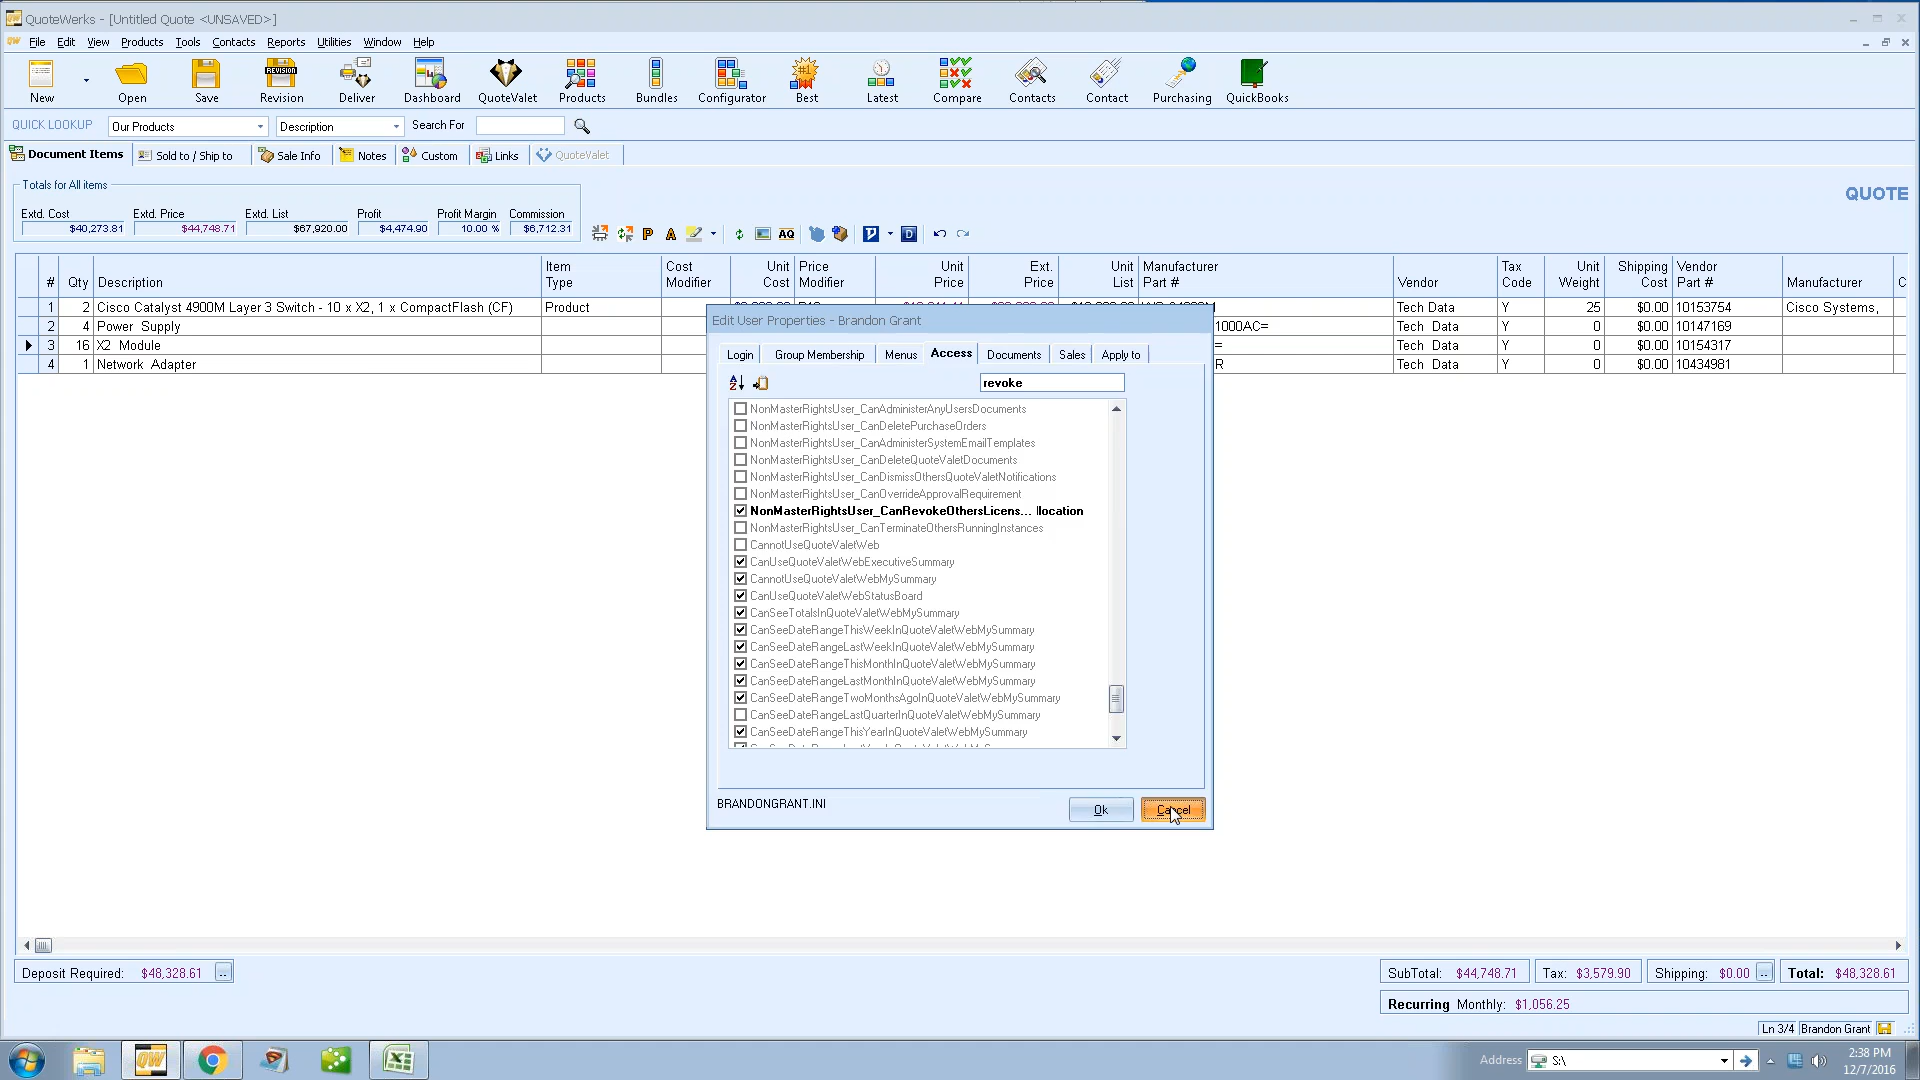 QuoteWerks - [Untitled Quote <UNSAVED>]
File Edit View Products Tools Contacts Reports Utilities Window Help
New Open Save Revision Deliver Dashboard QuoteValet Products Bundles Configurator Best Latest Compare Contacts Contact Purchasing QuickBooks
QUICK LOOKUP Our Products Description Search For
Document Items Sold to / Ship to Sale Info Notes Custom Links QuoteValet
Totals for All items
QUOTE
Extd. Cost Extd. Price Extd. List Profit Profit Margin Commission
$40,273.81 $44,748.71 $67,920.00 $4,474.90 10.00 % $6,712.31
# Qty Description Item Type Cost Modifier Unit Cost Price Modifier Unit Price Ext. Price Unit List Manufacturer Part # Vendor Tax Code Unit Weight Shipping Cost Vendor Part # Manufacturer C
1 2 Cisco Catalyst 4900M Layer 3 Switch - 10 x X2, 1 x CompactFlash (CF) Product Tech Data Y 25 $0.00 10153754 Cisco Systems,
4 Power Supply 1000AC= Tech Data Y 0 $0.00 10147169
3 16 X2 Module = Tech Data Y 0 $0.00 10154317
4 1 Network Adapter R Tech Data Y 0 $0.00 10434981
Edit User Properties - Brandon Grant
Login Group Membership Menus Access Documents Sales Apply to
revoke
NonMasterRightsUser_CanAdministerAnyUsersDocuments
NonMasterRightsUser_CanDeletePurchaseOrders
NonMasterRightsUser_CanAdministerSystemEmailTemplates
NonMasterRightsUser_CanDeleteQuoteValetDocuments
NonMasterRightsUser_CanDismissOthersQuoteValetNotifications
NonMasterRightsUser_CanOverrideApprovalRequirement
NonMasterRightsUser_CanRevokeOthersLicens... llocation
NonMasterRightsUser_CanTerminateOthersRunningInstances
CannotUseQuoteValetWeb
CanUseQuoteValetWebExecutiveSummary
CannotUseQuoteValetWebMySummary
CanUseQuoteValetWebStatusBoard
CanSeeTotalsInQuoteValetWebMySummary
CanSeeDateRangeThisWeekInQuoteValetWebMySummary
CanSeeDateRangeLastWeekInQuoteValetWebMySummary
CanSeeDateRangeThisMonthInQuoteValetWebMySummary
CanSeeDateRangeLastMonthInQuoteValetWebMySummary
CanSeeDateRangeTwoMonthsAgoInQuoteValetWebMySummary
CanSeeDateRangeLastQuarterInQuoteValetWebMySummary
CanSeeDateRangeThisYearInQuoteValetWebMySummary
BRANDONGRANT.INI Ok Cancel
Deposit Required: $48,328.61 .. SubTotal: $44,748.71 Tax: $3,579.90 Shipping: $0.00 .. Total: $48,328.61
Recurring Monthly: $1,056.25
Ln 3/4 Brandon Grant
Address S:\
2:38 PM
12/7/2016